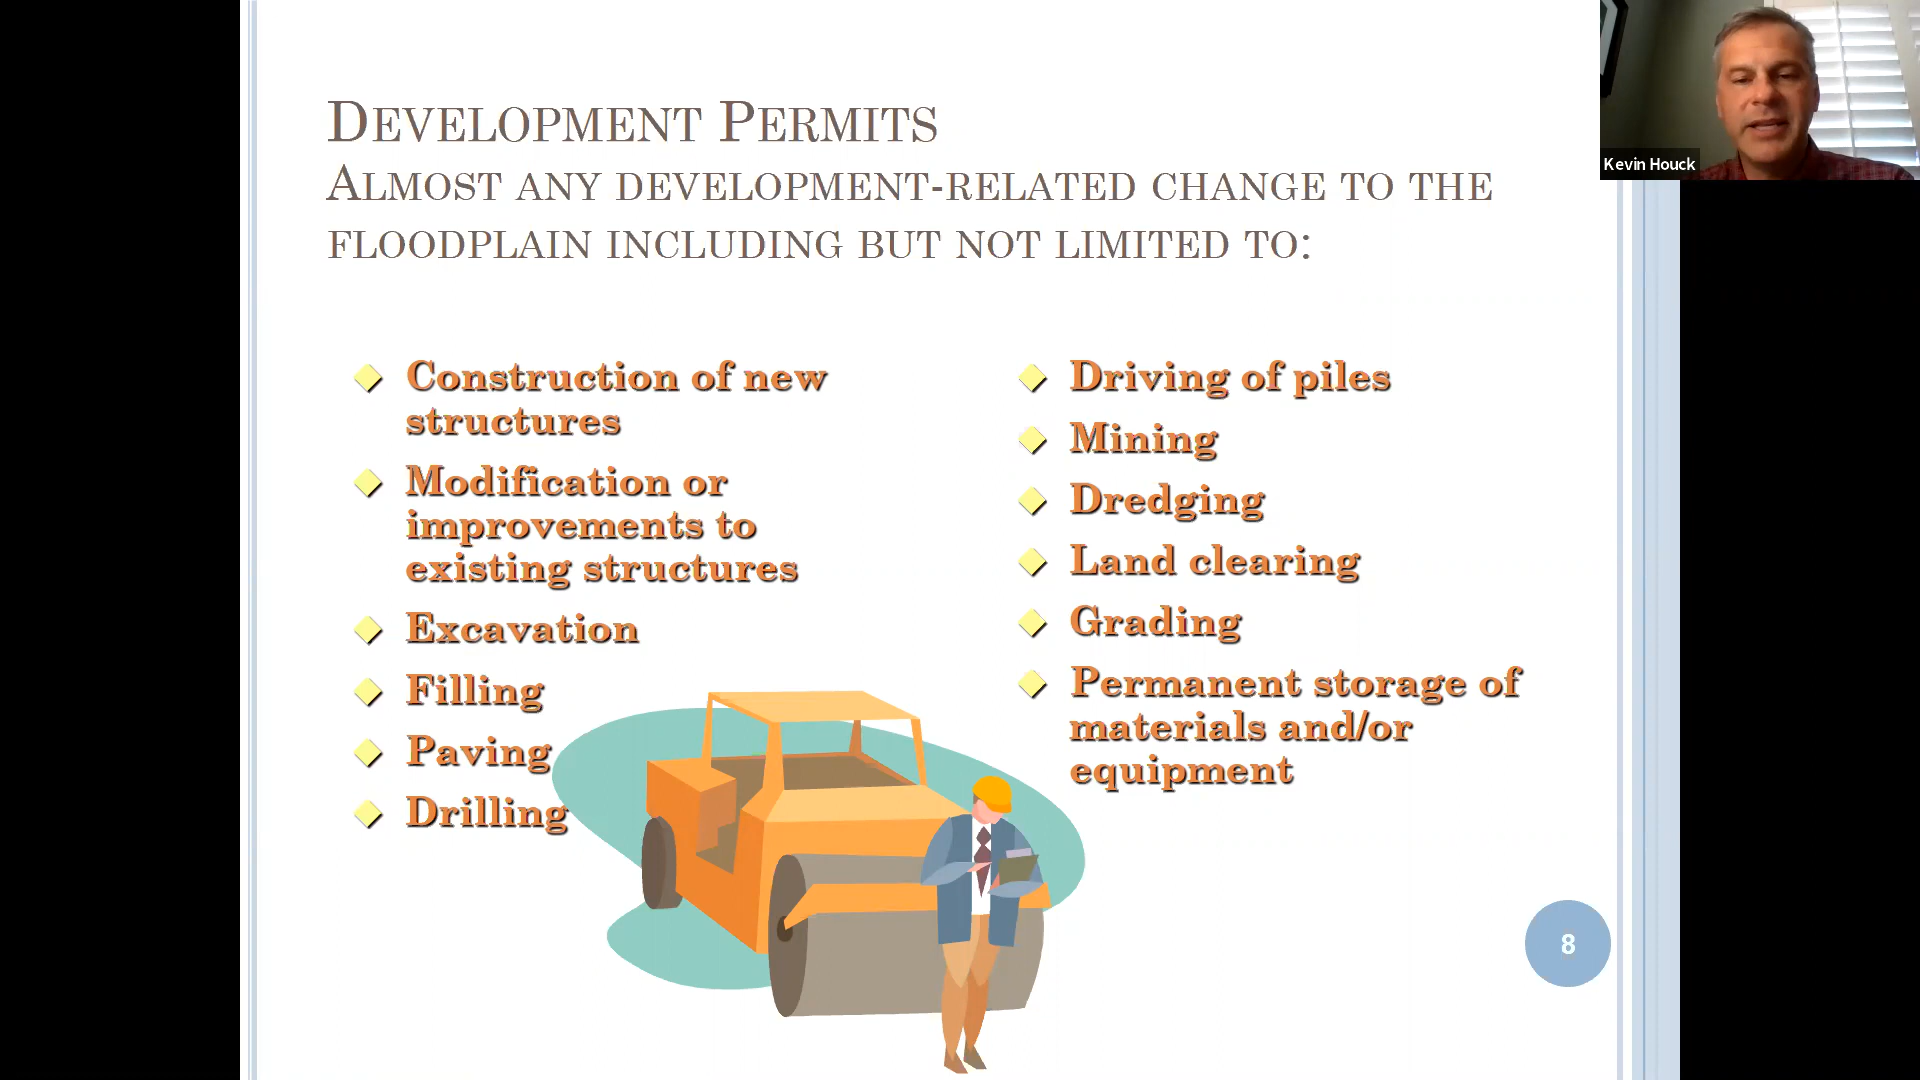 Development Permits
Almost any development-related change to the
floodplain including but not limited to:
Construction of new
structures
Modification or
improvements to
existing structures
Excavation
Filling
Paving
Drilling
Driving of piles
Mining
Dredging
Land clearing
Grading
Permanent storage of
materials and/or
equipment
8
Kevin Houck